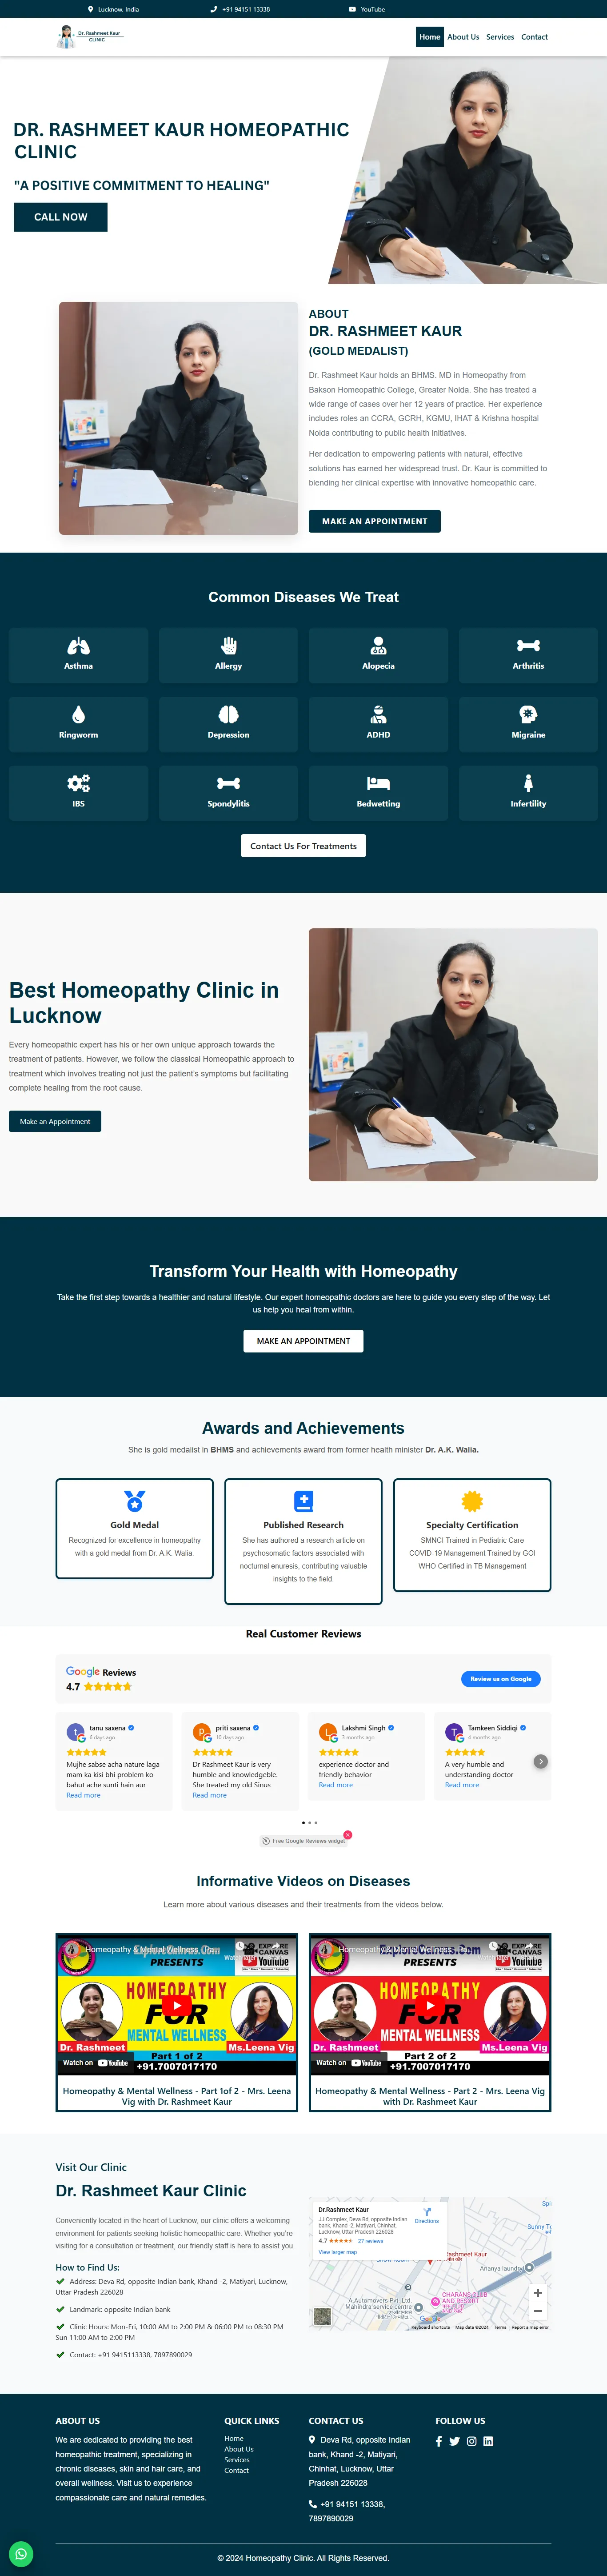 Lucknow, India
+91 94151 13338
YouTube
Dr. Rashmeet Kaur
CLINIC
Home
About Us
Services
Contact
DR. RASHMEET KAUR HOMEOPATHIC
CLINIC
"A POSITIVE COMMITMENT TO HEALING"
CALL NOW
ABOUT
DR. RASHMEET KAUR
(GOLD MEDALIST)
Dr. Rashmeet Kaur holds an BHMS. MD in Homeopathy from
Bakson Homeopathic College, Greater Noida. She has treated a
wide range of cases over her 12 years of practice. Her experience
includes roles an CCRA, GCRH, KGMU, IHAT & Krishna hospital
Noida contributing to public health initiatives.
Her dedication to empowering patients with natural, effective
solutions has earned her widespread trust. Dr. Kaur is committed to
blending her clinical expertise with innovative homeopathic care.
MAKE AN APPOINTMENT
Common Diseases We Treat
Asthma
Allergy
Alopecia
Arthritis
Ringworm
Depression
ADHD
Migraine
IBS
Spondylitis
Bedwetting
Infertility
Contact Us For Treatments
Best Homeopathy Clinic in
Lucknow
Every homeopathic expert has his or her own unique approach towards the
treatment of patients. However, we follow the classical Homeopathic approach to
treatment which involves treating not just the patient's symptoms but facilitating
complete healing from the root cause.
Make an Appointment
Transform Your Health with Homeopathy
Take the first step towards a healthier and natural lifestyle. Our expert homeopathic doctors are here to guide you every step of the way. Let
us help you heal from within.
MAKE AN APPOINTMENT
Awards and Achievements
She is gold medalist in BHMS and achievements award from former health minister Dr. A.K. Walia.
Gold Medal
Recognized for excellence in homeopathy
with a gold medal from Dr. A.K. Walia.
Published Research
She has authored a research article on
psychosomatic factors associated with
nocturnal enuresis, contributing valuable
insights to the field.
Specialty Certification
SMNCI Trained in Pediatric Care
COVID-19 Management Trained by GOI
WHO Certified in TB Management
Real Customer Reviews
Google Reviews
4.7
Review us on Google
tanu saxena
6 days ago
Mujhe sabse acha nature laga
mam ka kisi bhi problem ko
bahut ache sunti hain aur
Read more
priti saxena
10 days ago
Dr Rashmeet Kaur is very
humble and knowledgeble.
She treated my old Sinus
Read more
Lakshmi Singh
3 months ago
experience doctor and
friendly behavior
Read more
Tamkeen Siddiqi
4 months ago
A very humble and
understanding doctor
Read more
Free Google Reviews widget
Informative Videos on Diseases
Learn more about various diseases and their treatments from the videos below.
Homeopathy & Mental Wellness
PRESENTS
HOMEOPATHY
FOR
MENTAL WELLNESS
Dr. Rashmeet
Part 1 of 2
Ms.Leena Vig
Watch on YouTube
+91.7007017170
Homeopathy & Mental Wellness - Part 1of 2 - Mrs. Leena
Vig with Dr. Rashmeet Kaur
Homeopathy & Mental Wellness
PRESENTS
HOMEOPATHY
FOR
MENTAL WELLNESS
Dr. Rashmeet
Part 2 of 2
Ms.Leena Vig
Watch on YouTube
+91.7007017170
Homeopathy & Mental Wellness - Part 2 - Mrs. Leena Vig
with Dr. Rashmeet Kaur
Visit Our Clinic
Dr. Rashmeet Kaur Clinic
Conveniently located in the heart of Lucknow, our clinic offers a welcoming
environment for patients seeking holistic homeopathic care. Whether you're
visiting for a consultation or treatment, our friendly staff is here to assist you.
How to Find Us:
Address: Deva Rd, opposite Indian bank, Khand -2, Matiyari, Lucknow,
Uttar Pradesh 226028
Landmark: opposite Indian bank
Clinic Hours: Mon-Fri, 10:00 AM to 2:00 PM & 06:00 PM to 08:30 PM
Sun 11:00 AM to 2:00 PM
Contact: +91 9415113338, 7897890029
Dr.Rashmeet Kaur
JJ Complex, Deva Rd, opposite Indian
bank, Khand -2, Matiyari, Chinhat,
Lucknow, Uttar Pradesh 226028
4.7
27 reviews
View larger map
Directions
Ananya laundry
A Automovers Pvt. Ltd.
Mahindra service centre
CHARANS CLUB
AND RESORT
Google
Keyboard shortcuts
Map data ©2024
Terms
Report a map error
ABOUT US
We are dedicated to providing the best
homeopathic treatment, specializing in
chronic diseases, skin and hair care, and
overall wellness. Visit us to experience
compassionate care and natural remedies.
QUICK LINKS
Home
About Us
Services
Contact
CONTACT US
Deva Rd, opposite Indian
bank, Khand -2, Matiyari,
Chinhat, Lucknow, Uttar
Pradesh 226028
+91 94151 13338,
7897890029
FOLLOW US
© 2024 Homeopathy Clinic. All Rights Reserved.